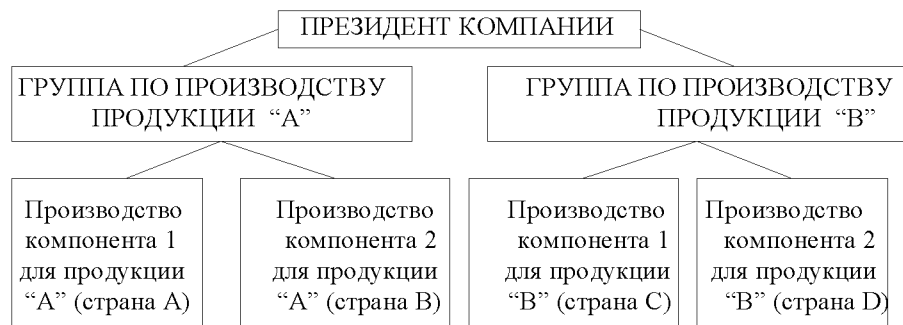 ПРЕЗИДЕНТ КОМПАНИИ
ГРУППА ПО ПРОИЗВОДСТВУ
ПРОДУКЦИИ “А”
ГРУППА ПО ПРОИЗВОДСТВУ
ПРОДУКЦИИ “В”
Производство
компонента 1
для продукции
“А” (страна А)
Производство
компонента 2
для продукции
“А” (страна В)
Производство
компонента 1
для продукции
“В” (страна С)
Производство
компонента 2
для продукции
“В” (страна D)